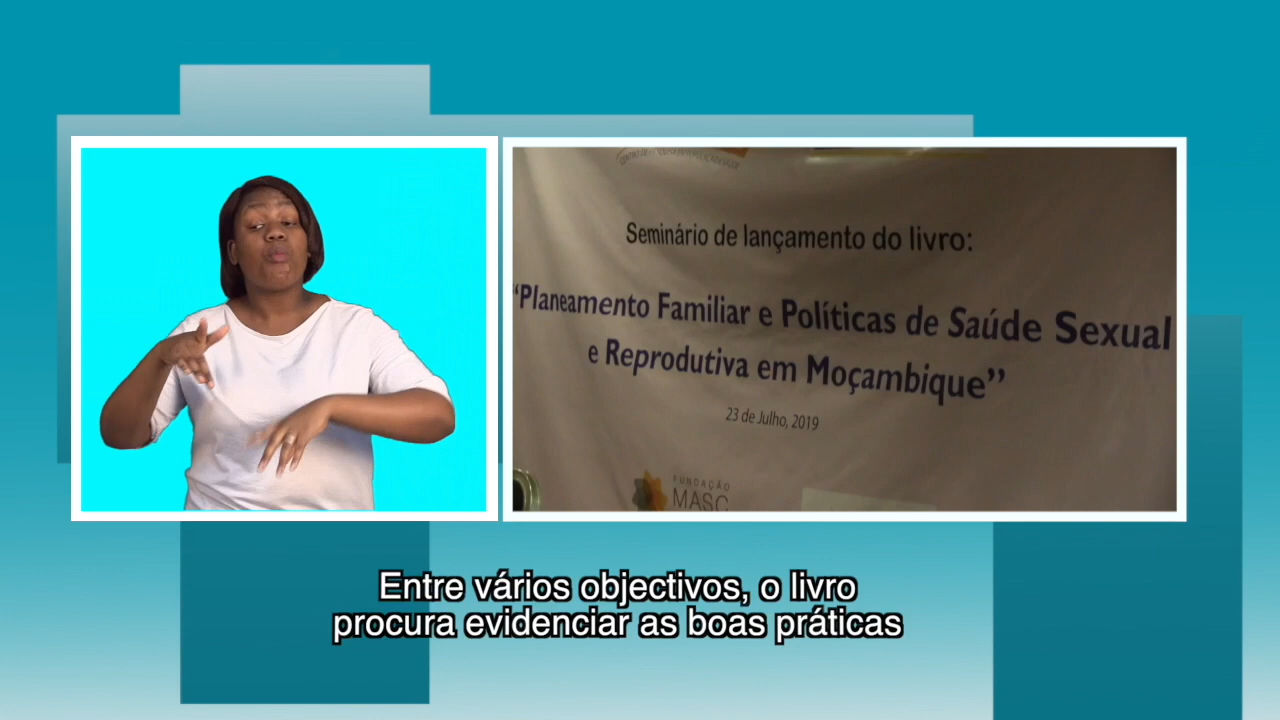 Seminário de lançamento do livro:
“Planeamento Familiar e Políticas de Saúde Sexual
e Reprodutiva em Moçambique”
23 de Julho, 2019
FUNDAÇÃO
MASC
Entre vários objectivos, o livro
procura evidenciar as boas práticas